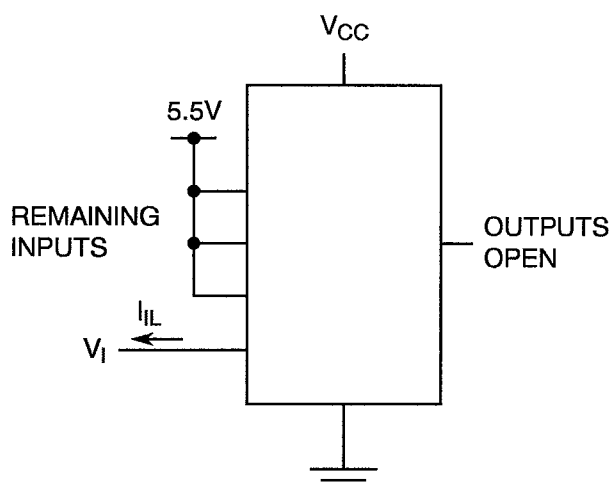 VCC
5.5V
REMAINING
INPUTS
OUTPUTS
OPEN
IIL
VI